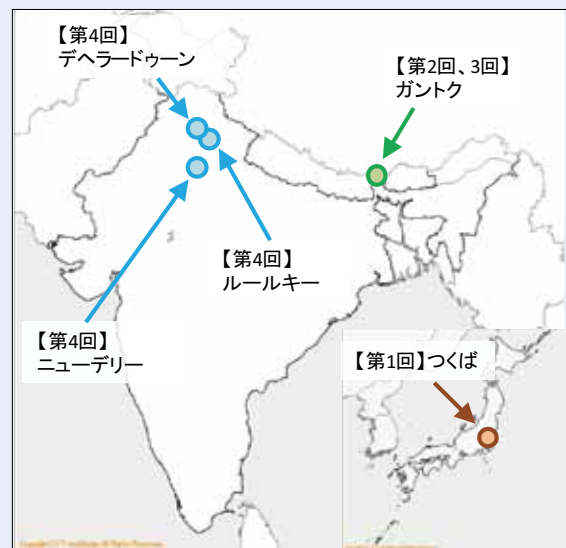 【第4回】
デヘラードゥーン
【第2回、3回】
ガントク
【第4回】
ルールキー
【第4回】
ニューデリー
【第1回】つくば